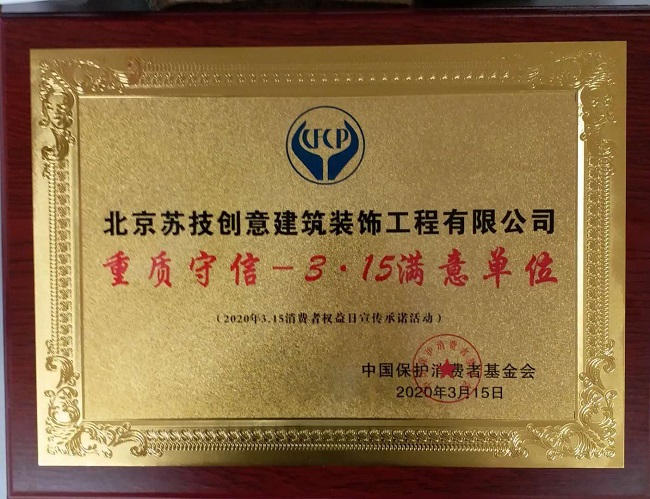 CFCP
北京苏技创意建筑装饰工程有限公司
重质守信－3·15满意单位
（2020年3.15消费者权益日宣传承诺活动）
中国保护消费者基金会
2020年3月15日